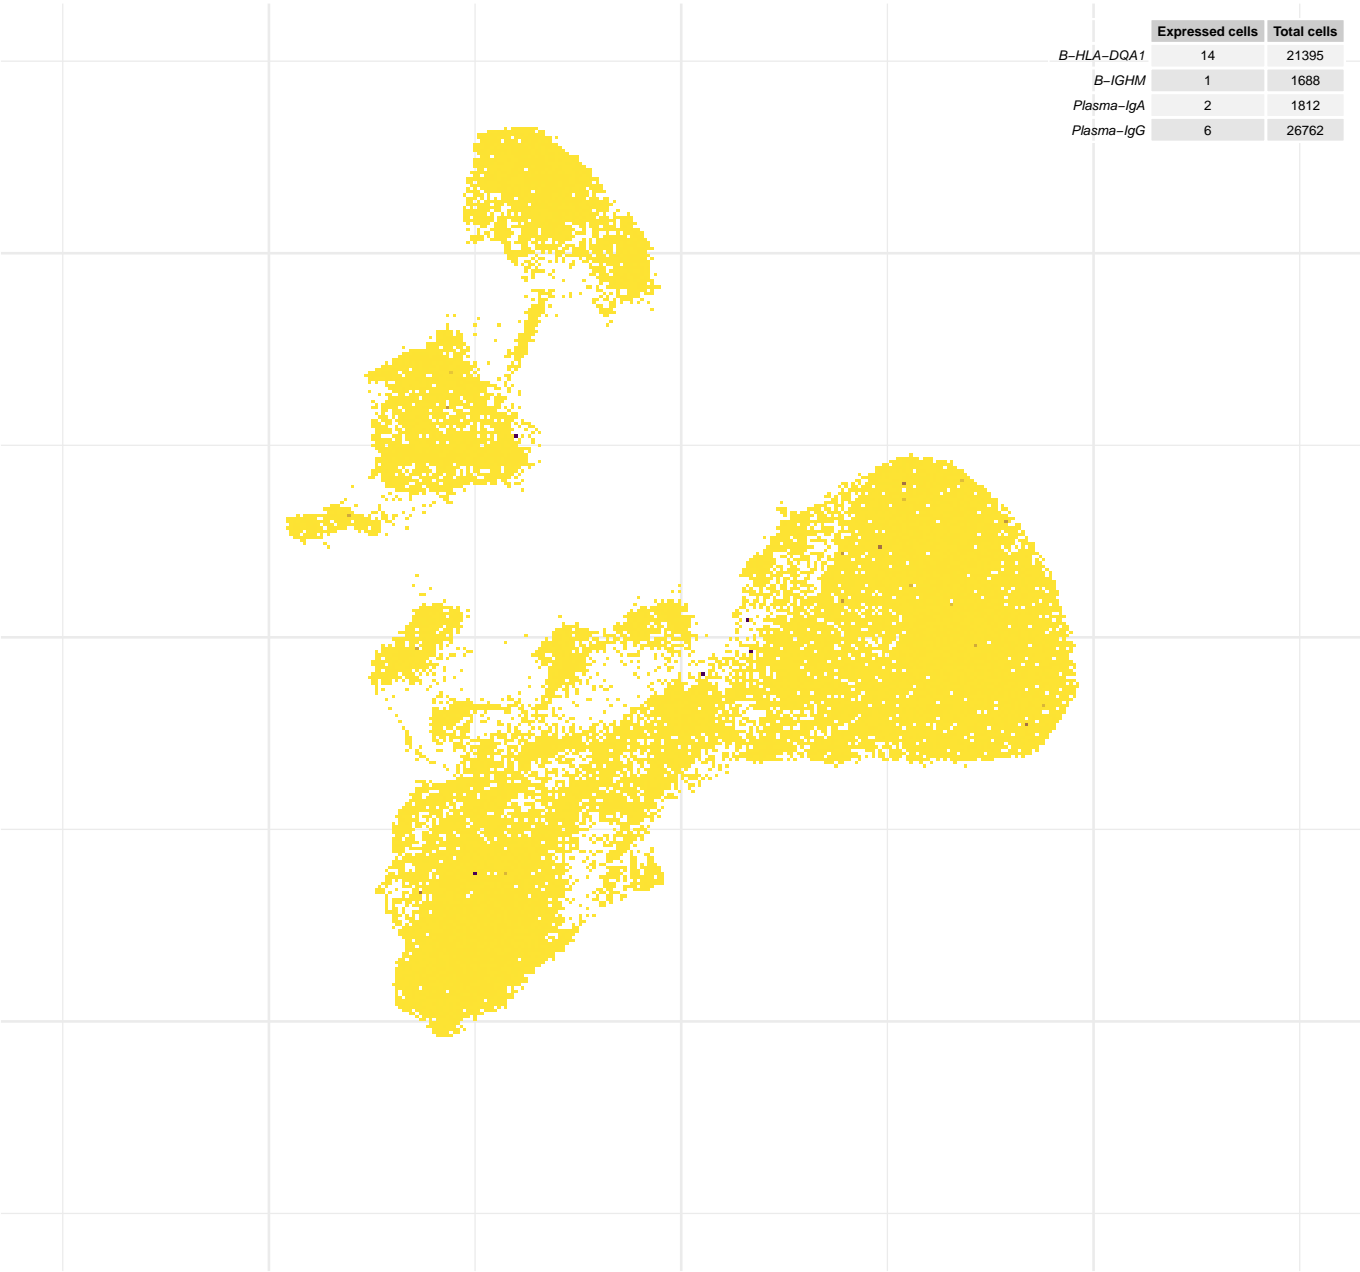 Expressed cells Total cells
B−HLA−DQA1 14 21395
B−IGHM 1 1688
Plasma−IgA 2 1812
Plasma−IgG 6 26762